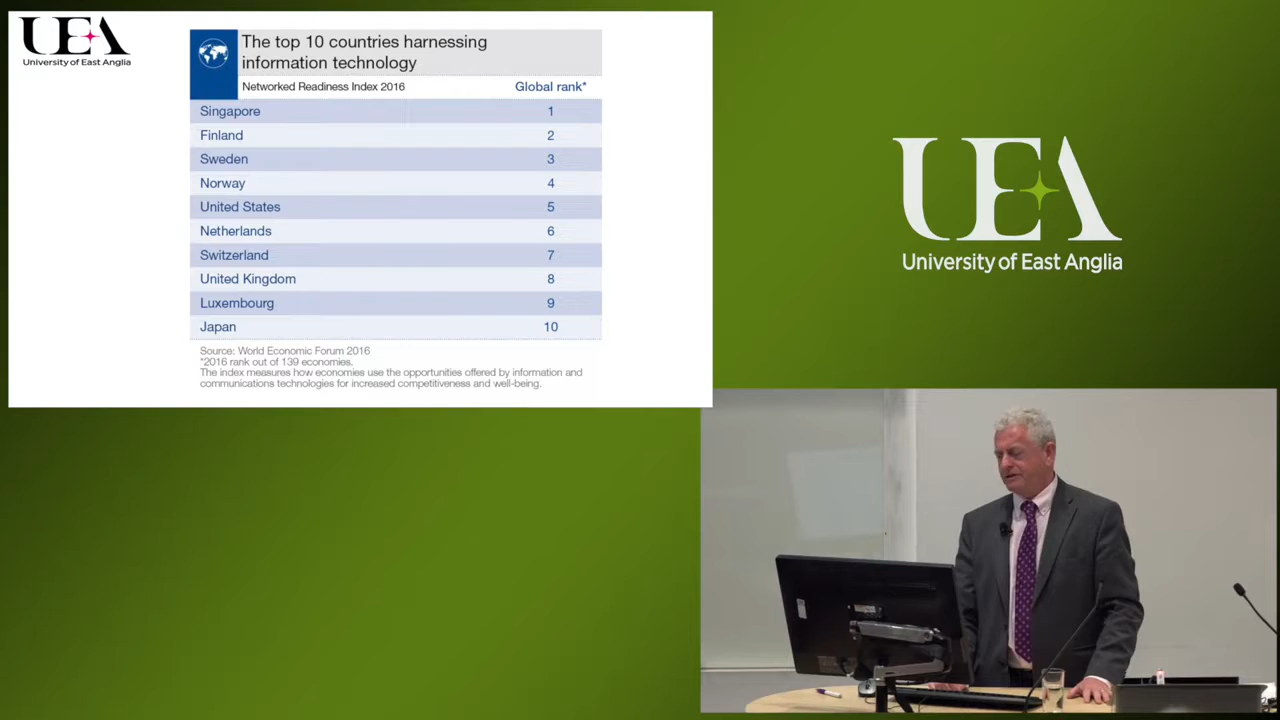 UEA
University of East Anglia
The top 10 countries harnessing
information technology
Networked Readiness Index 2016 Global rank*
Singapore 1
Finland 2
Sweden 3
Norway 4
United States 5
Netherlands 6
Switzerland 7
United Kingdom 8
Luxembourg 9
Japan 10
Source: World Economic Forum 2016
*2016 rank out of 139 economies.
The index measures how economies use the opportunities offered by information and
communications technologies for increased competitiveness and well-being.
UEA
University of East Anglia